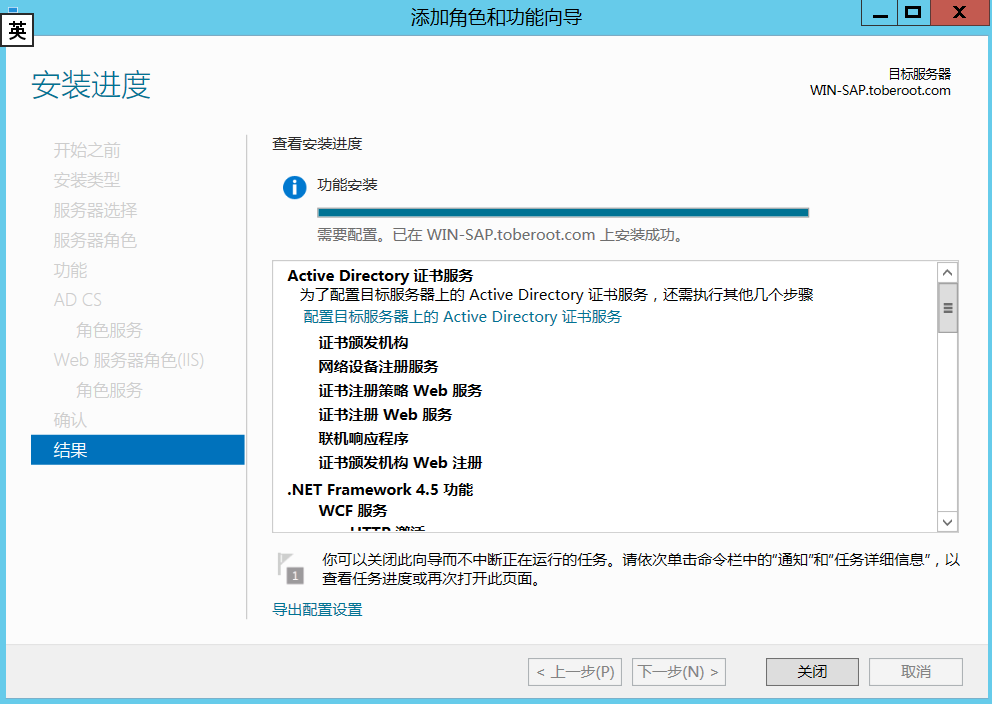 添加角色和功能向导
英
安装进度
目标服务器
WIN-SAP.toberoot.com
开始之前
安装类型
服务器选择
服务器角色
功能
AD CS
角色服务
Web 服务器角色(IIS)
角色服务
确认
结果
查看安装进度
功能安装
需要配置。已在 WIN-SAP.toberoot.com 上安装成功。
Active Directory 证书服务
为了配置目标服务器上的 Active Directory 证书服务，还需执行其他几个步骤
配置目标服务器上的 Active Directory 证书服务
证书颁发机构
网络设备注册服务
证书注册策略 Web 服务
证书注册 Web 服务
联机响应程序
证书颁发机构 Web 注册
.NET Framework 4.5 功能
WCF 服务
HTTP 激活
1
你可以关闭此向导而不中断正在运行的任务。请依次单击命令栏中的"通知"和"任务详细信息"，以
查看任务进度或再次打开此页面。
导出配置设置
< 上一步(P)
下一步(N) >
关闭
取消